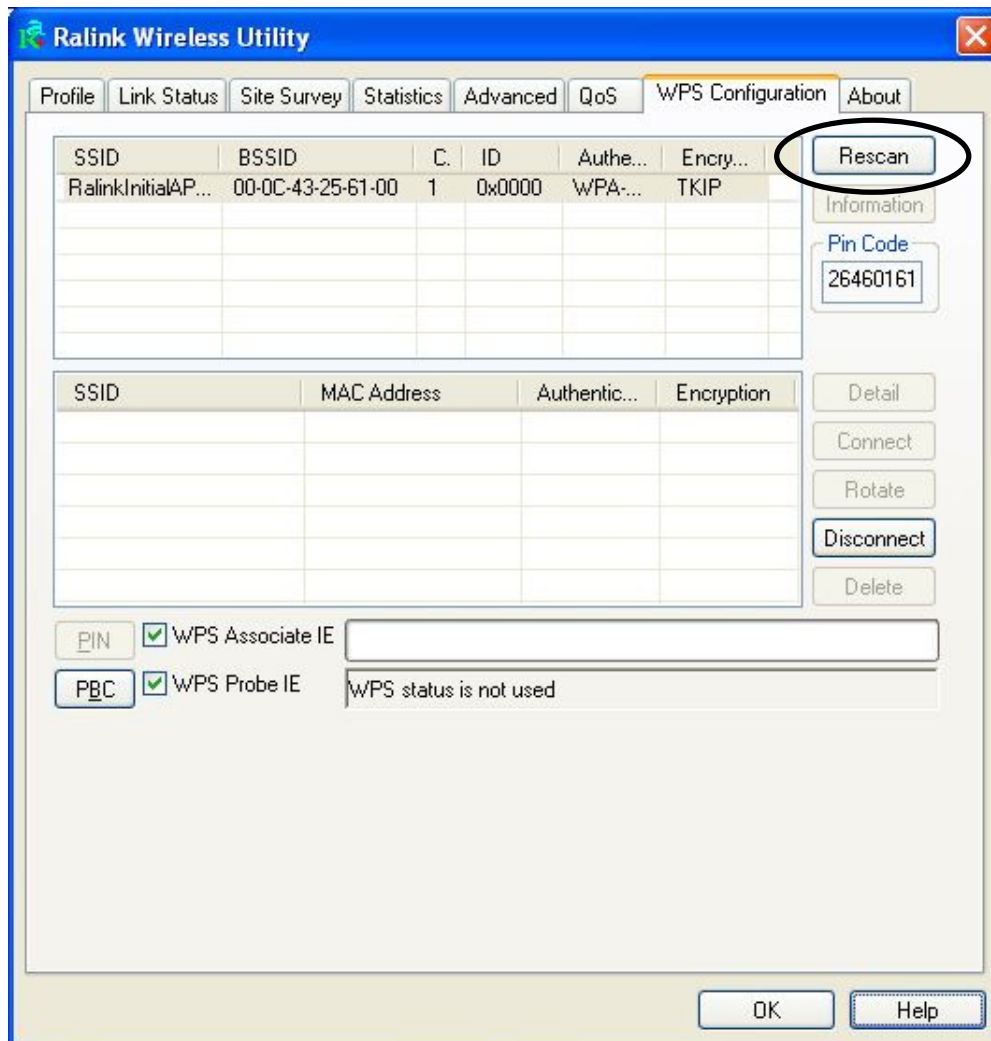 Ralink Wireless Utility
Profile Link Status Site Survey Statistics Advanced QoS WPS Configuration About
SSID BSSID C. ID Authe... Encry... Rescan
RalinkInitialAP... 00-0C-43-25-61-00 1 0x0000 WPA-... TKIP
Information
Pin Code
26460161
SSID MAC Address Authentic... Encryption Detail
Connect
Rotate
Disconnect
Delete
PIN WPS Associate IE
PBC WPS Probe IE WPS status is not used
OK Help